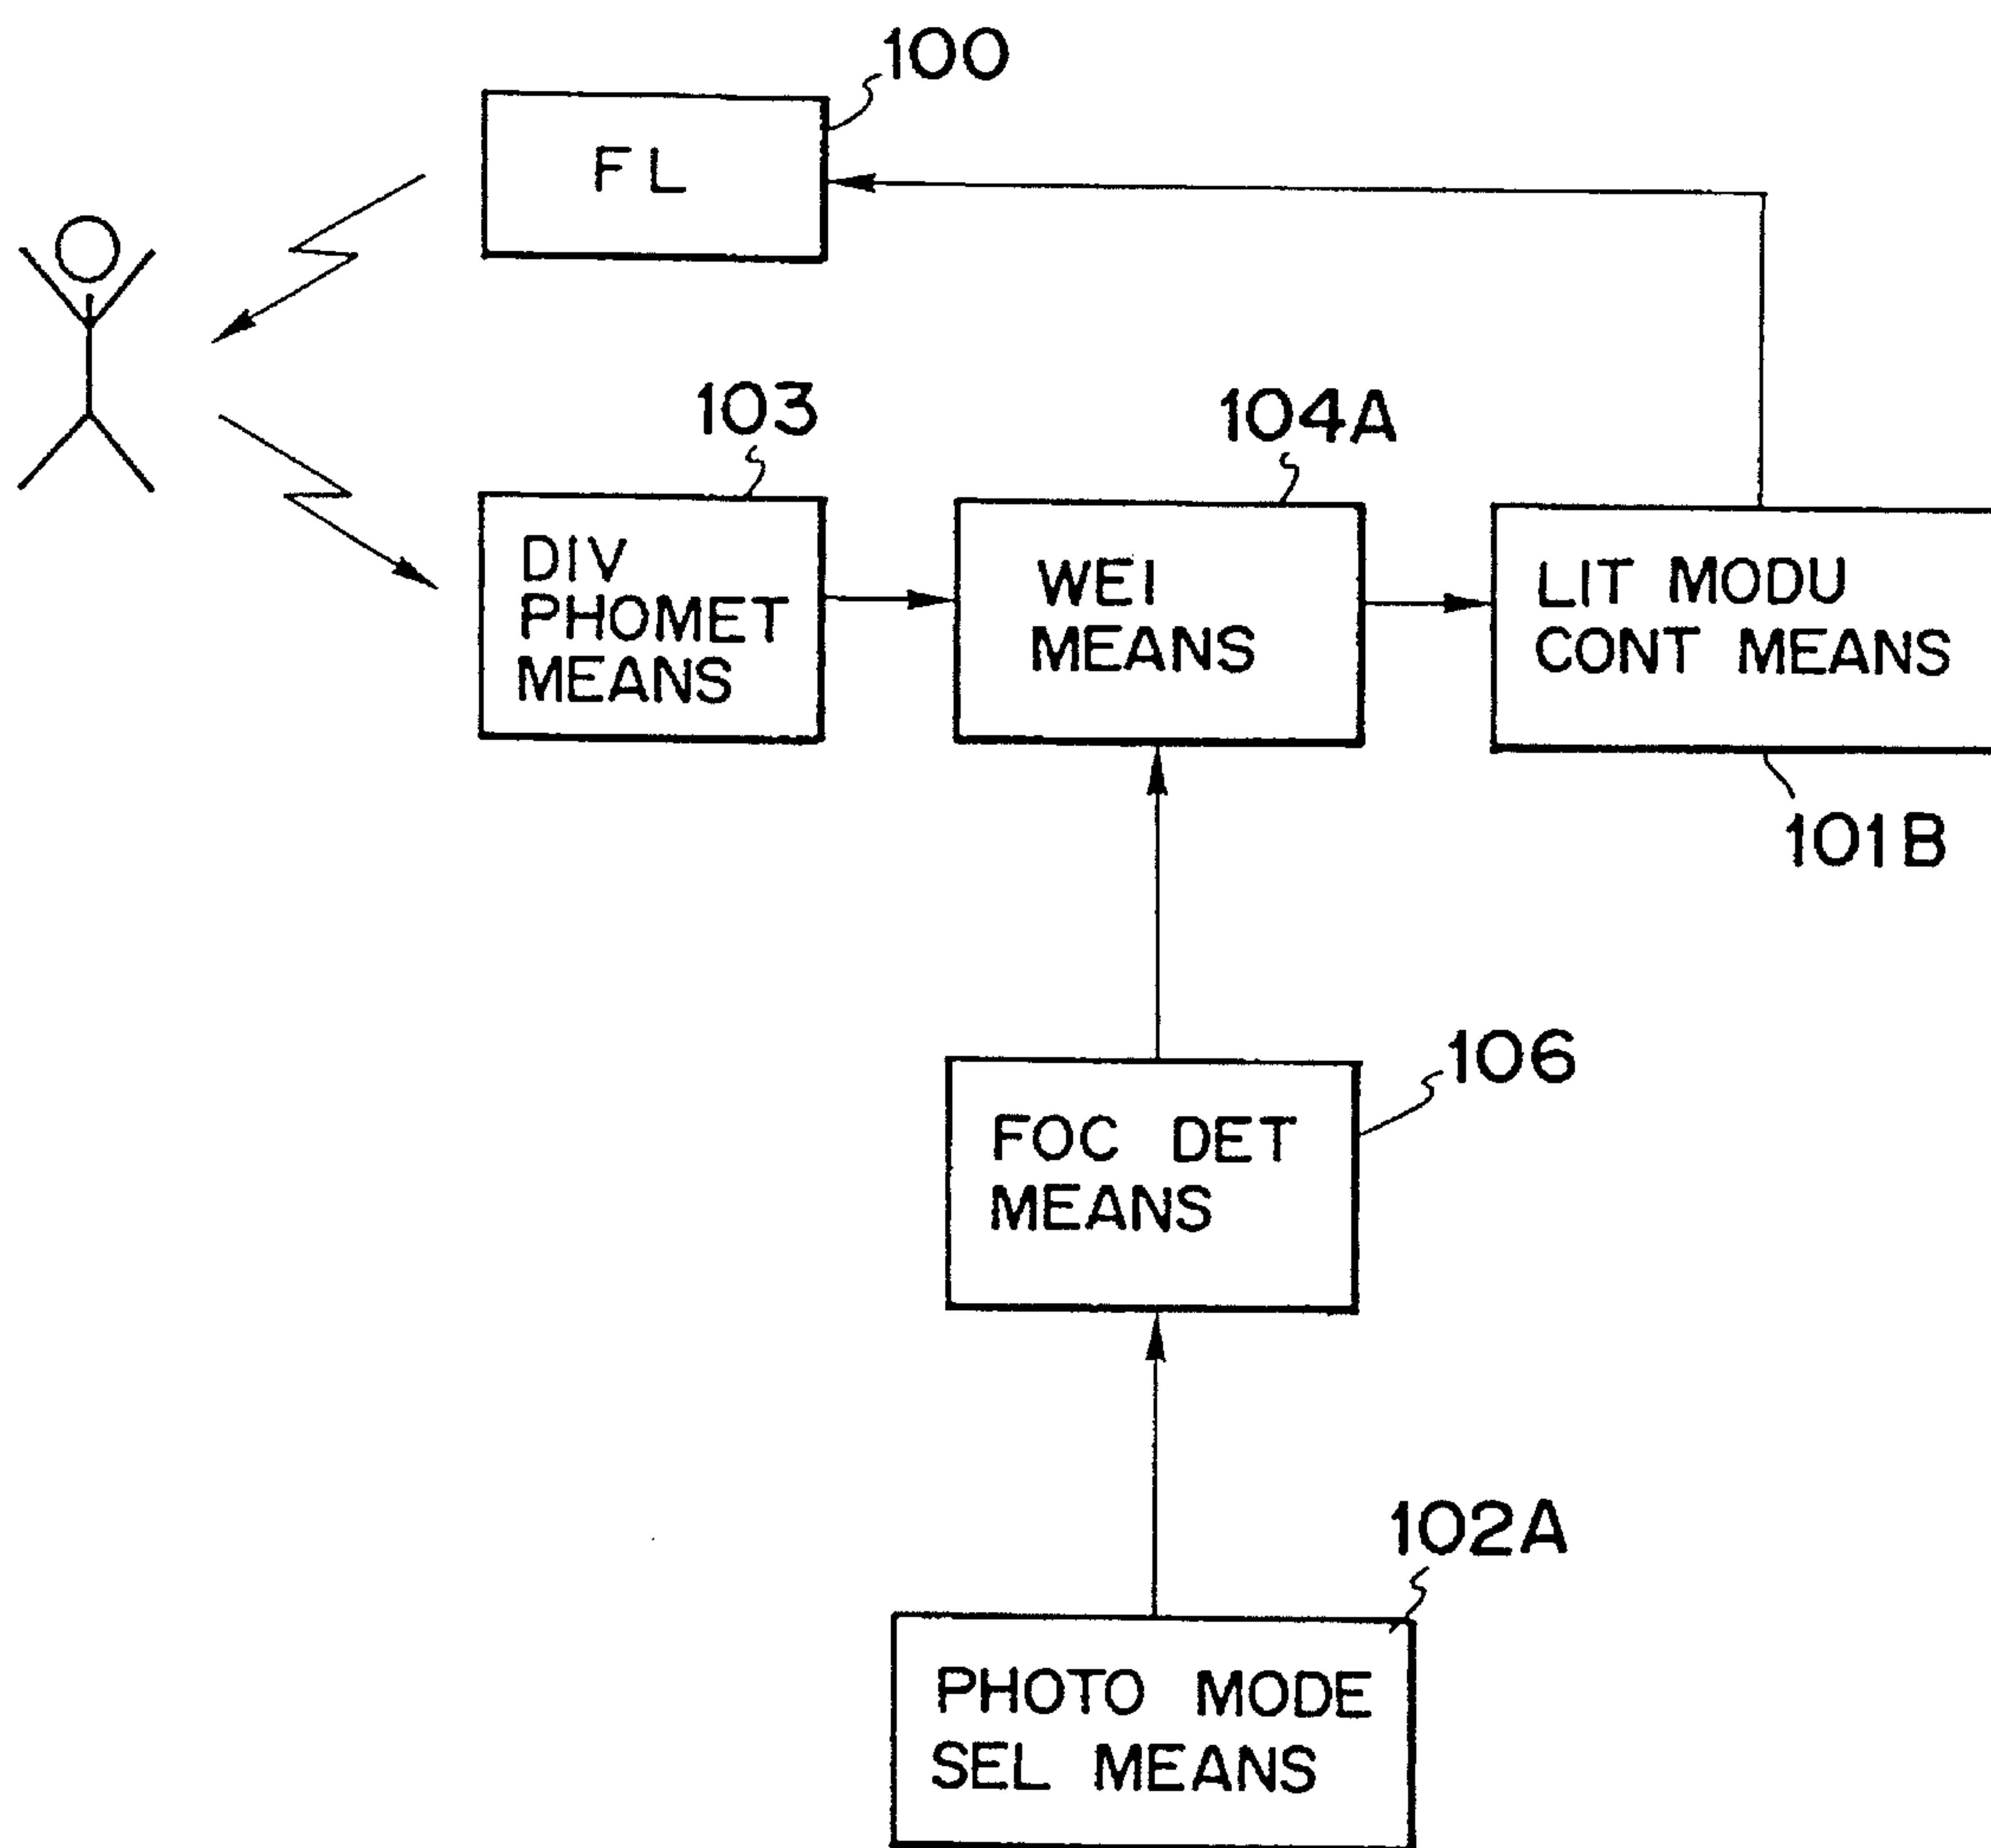 100
FL
103
104A
DIV
PHOMET
MEANS
WEI
MEANS
LIT MODU
CONT MEANS
101B
106
FOC DET
MEANS
102A
PHOTO MODE
SEL MEANS